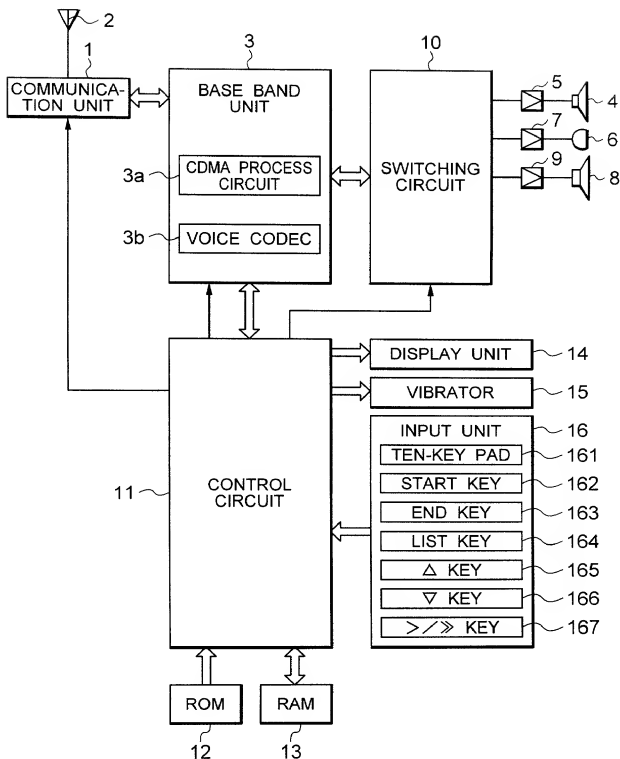 2
1
COMMUNICA-
TION UNIT
3
BASE BAND
UNIT
3a
CDMA PROCESS
CIRCUIT
3b
VOICE CODEC
10
SWITCHING
CIRCUIT
5
4
7
6
9
8
11
CONTROL
CIRCUIT
DISPLAY UNIT
14
VIBRATOR
15
INPUT UNIT
16
TEN-KEY PAD
161
START KEY
162
END KEY
163
LIST KEY
164
△ KEY
165
▽ KEY
166
>/≫ KEY
167
ROM
12
RAM
13